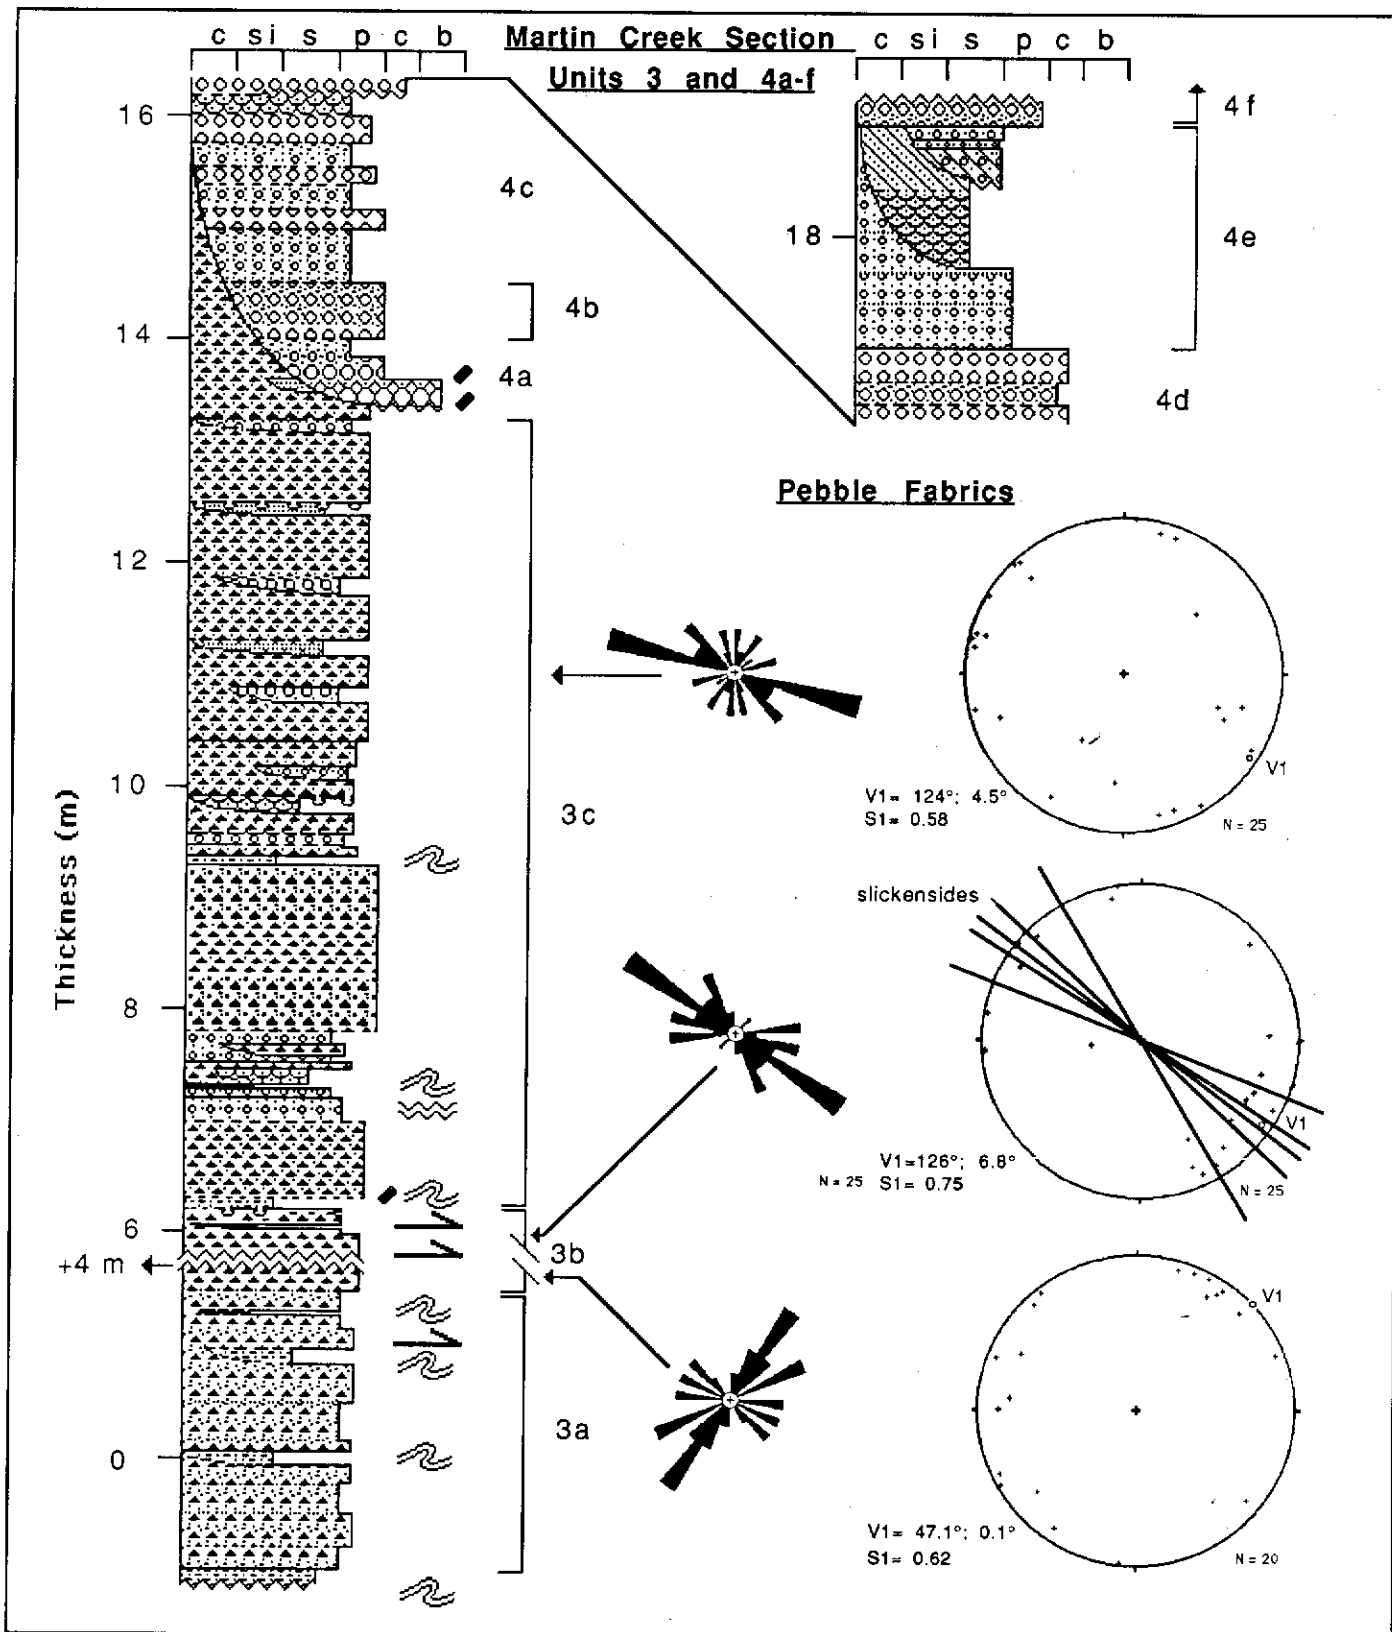 Martin Creek Section
Units 3 and 4a-f
c si s p c b
c si s p c b
16
14
12
10
8
6
+4 m
0
Thickness (m)
4c
4b
4a
3c
3b
3a
18
4f
4e
4d
Pebble Fabrics
V1
V1= 124°; 4.5°
S1= 0.58
N = 25
slickensides
V1
V1=126°; 6.8°
N = 25 S1= 0.75
N = 25
V1
V1= 47.1°; 0.1°
S1= 0.62
N = 20